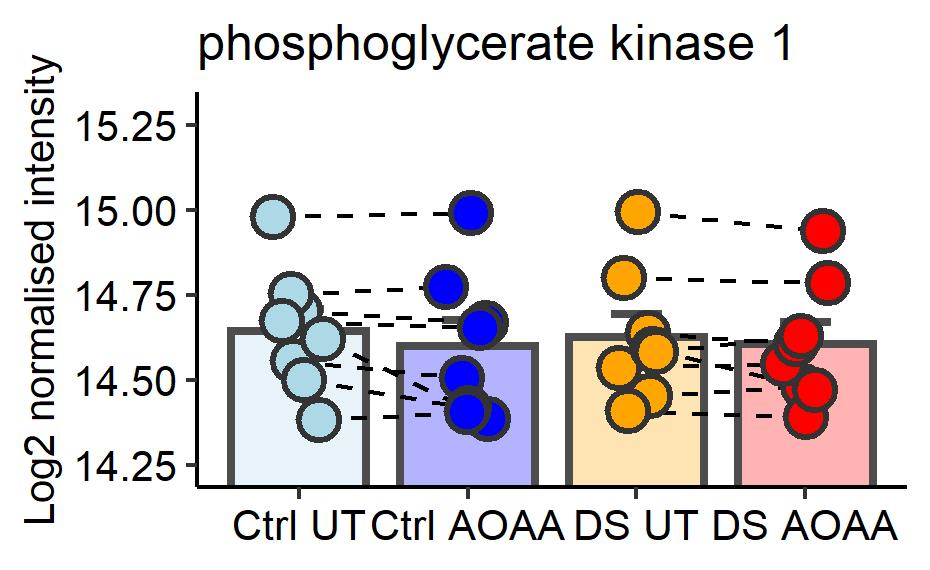 phosphoglycerate kinase 1
Log2 normalised intensity
15.25
15.00
14.75
14.50
14.25
Ctrl UT Ctrl AOAA DS UT DS AOAA